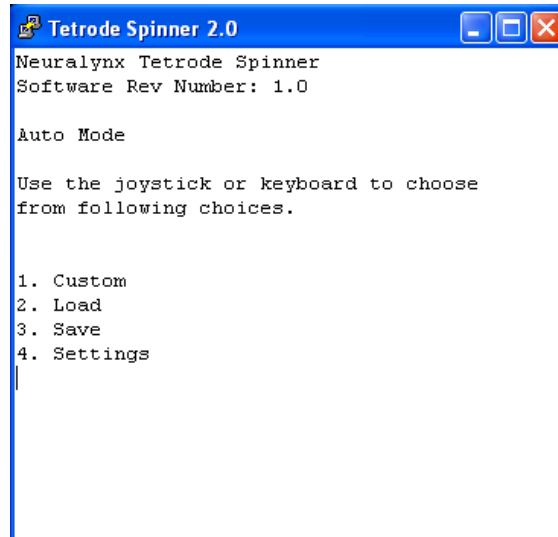 Tetrode Spinner 2.0
Neuralynx Tetrode Spinner
Software Rev Number: 1.0
Auto Mode
Use the joystick or keyboard to choose
from following choices.
1. Custom
2. Load
3. Save
4. Settings